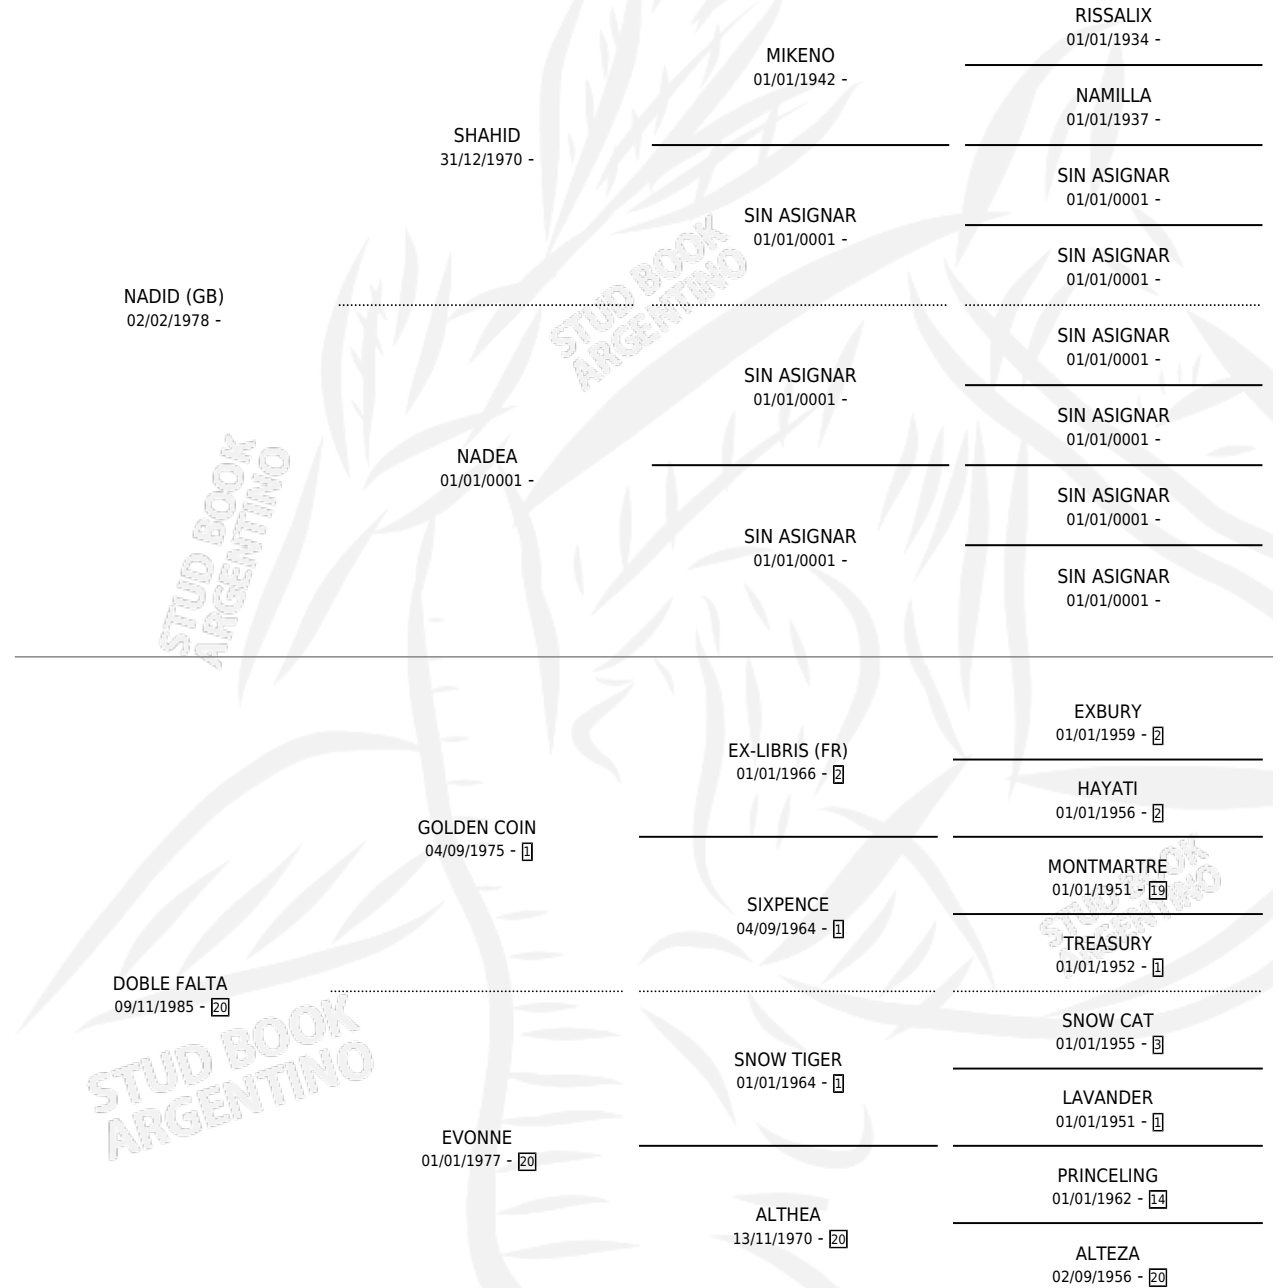 RISSALIX
01/01/1934 -
MIKENO
01/01/1942 -
NAMILLA
01/01/1937 -
SHAHID
31/12/1970 -
SIN ASIGNAR
01/01/0001 -
SIN ASIGNAR
01/01/0001 -
SIN ASIGNAR
01/01/0001 -
NADID (GB)
02/02/1978 -
SIN ASIGNAR
01/01/0001 -
SIN ASIGNAR
01/01/0001 -
SIN ASIGNAR
01/01/0001 -
NADEA
01/01/0001 -
SIN ASIGNAR
01/01/0001 -
SIN ASIGNAR
01/01/0001 -
SIN ASIGNAR
01/01/0001 -
STUD BOOK
ARGENTINO
STUD BOOK
ARGENTINO
EXBURY
01/01/1959 - 2
EX-LIBRIS (FR)
01/01/1966 - 2
HAYATI
01/01/1956 - 2
GOLDEN COIN
04/09/1975 - 1
MONTMARTRE
01/01/1951 - 19
SIXPENCE
04/09/1964 - 1
TREASURY
01/01/1952 - 1
DOBLE FALTA
09/11/1985 - 20
SNOW CAT
01/01/1955 - 3
SNOW TIGER
01/01/1964 - 1
LAVANDER
01/01/1951 - 1
EVONNE
01/01/1977 - 20
PRINCELING
01/01/1962 - 14
ALTHEA
13/11/1970 - 20
ALTEZA
02/09/1956 - 20
STUD BOOK
ARGENTINO
STUD BOOK
ARGENTINO